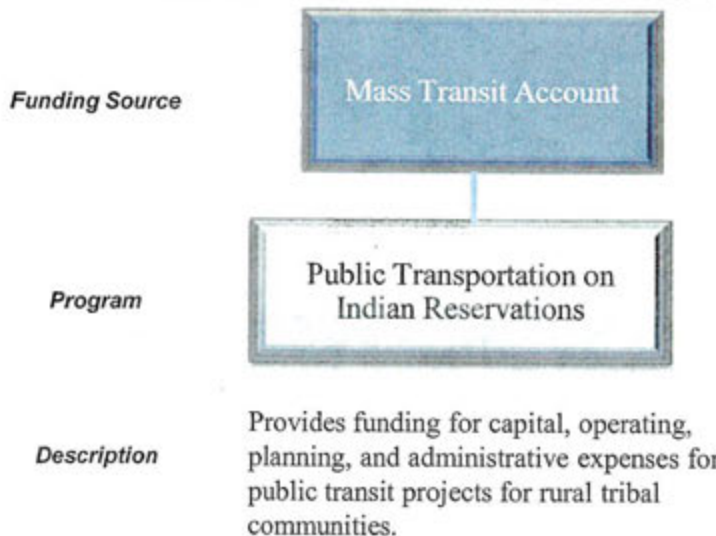 Funding Source
Mass Transit Account
Program
Public Transportation on
Indian Reservations
Description
Provides funding for capital, operating,
planning, and administrative expenses for
public transit projects for rural tribal
communities.